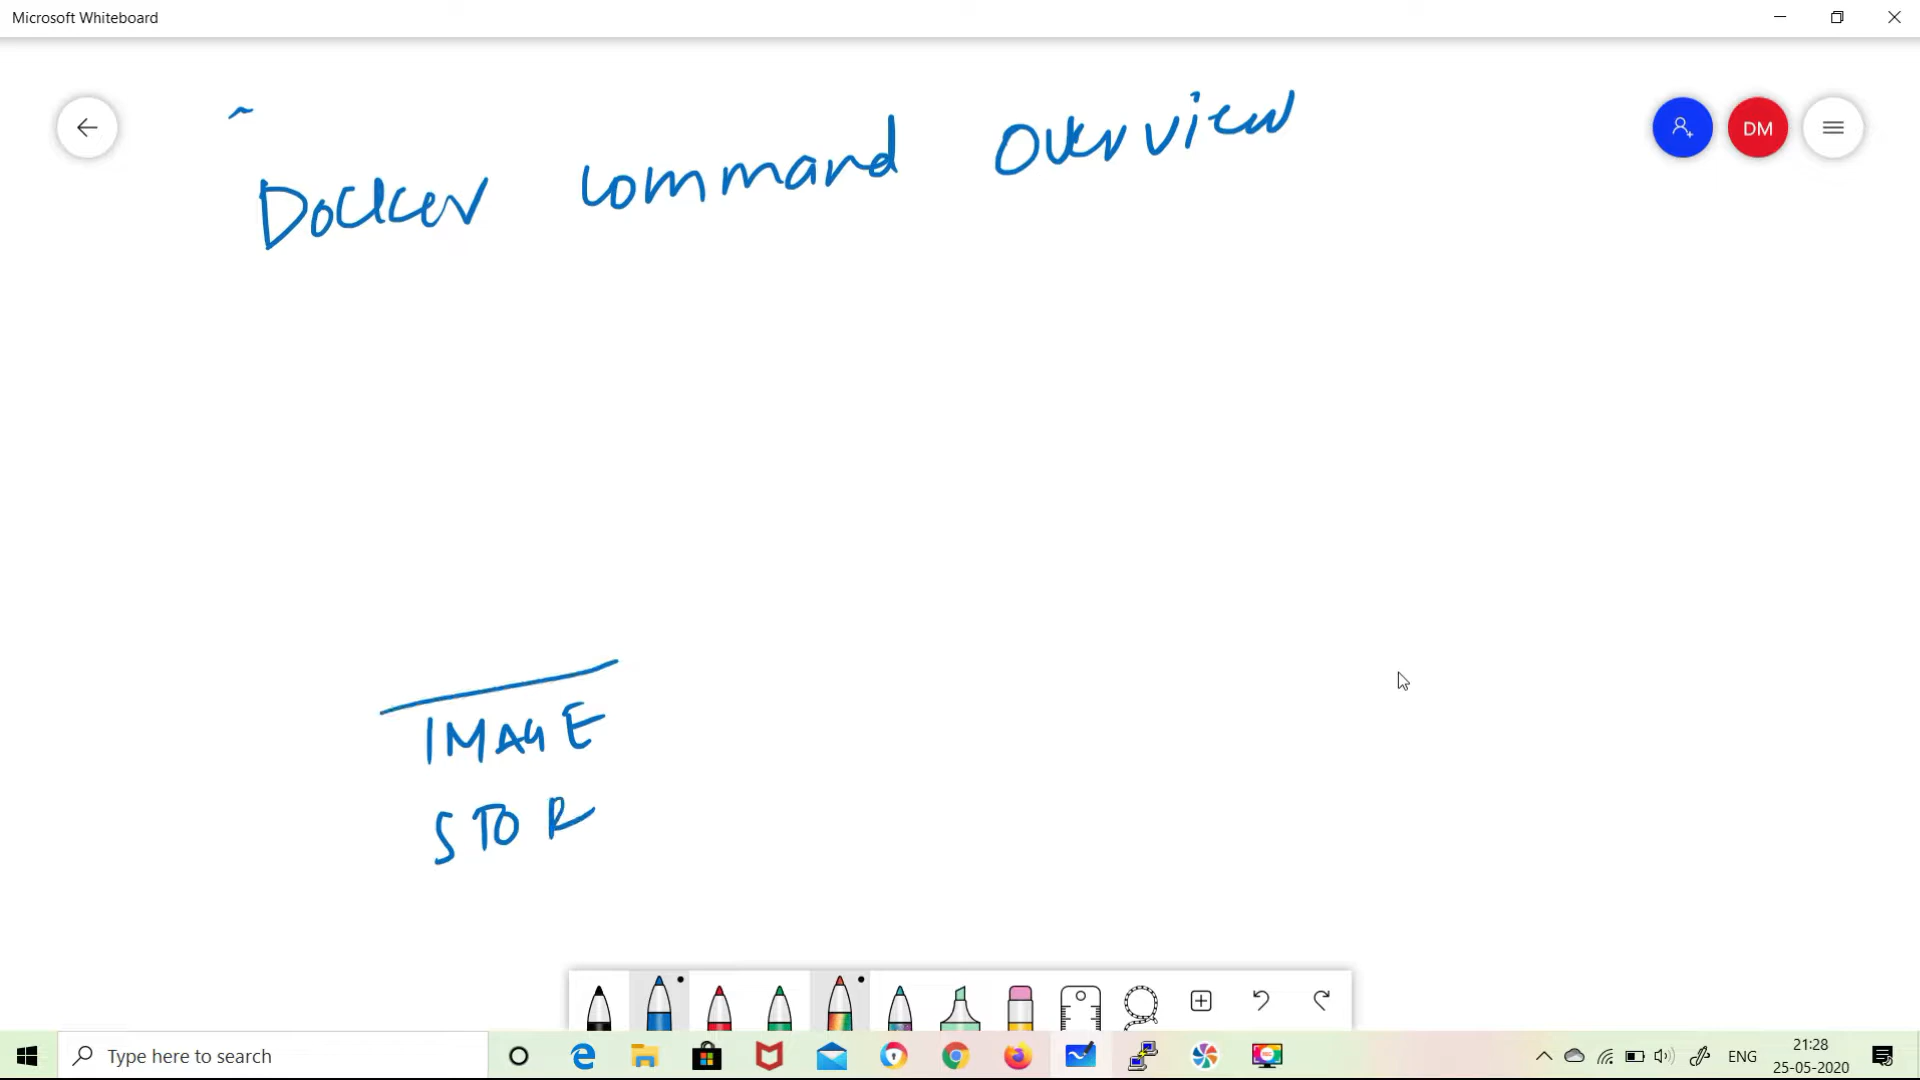 Microsoft Whiteboard
DM
Docker command overview
IMAGE
STOR
Type here to search
ENG
21:28
25-05-2020